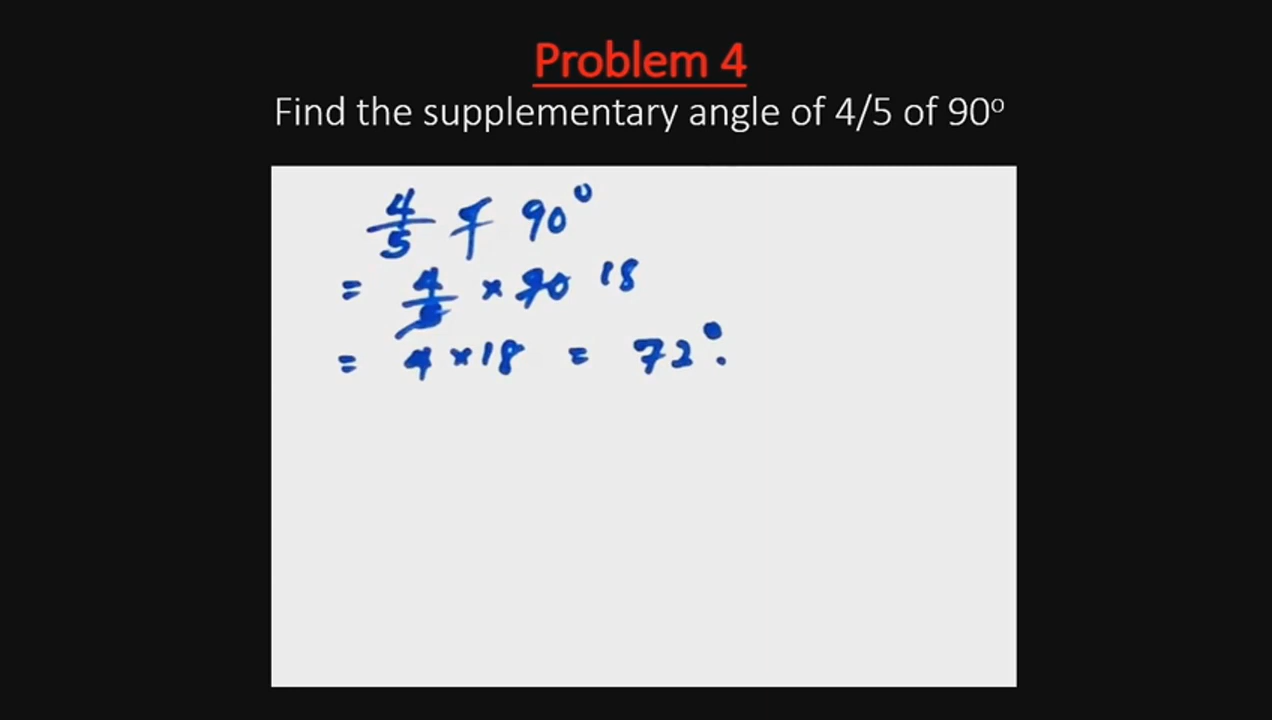 Problem 4
Find the supplementary angle of 4/5 of 90º
4/5 of 90°
= 4/5 × 90 18
= 4 × 18 = 72°.